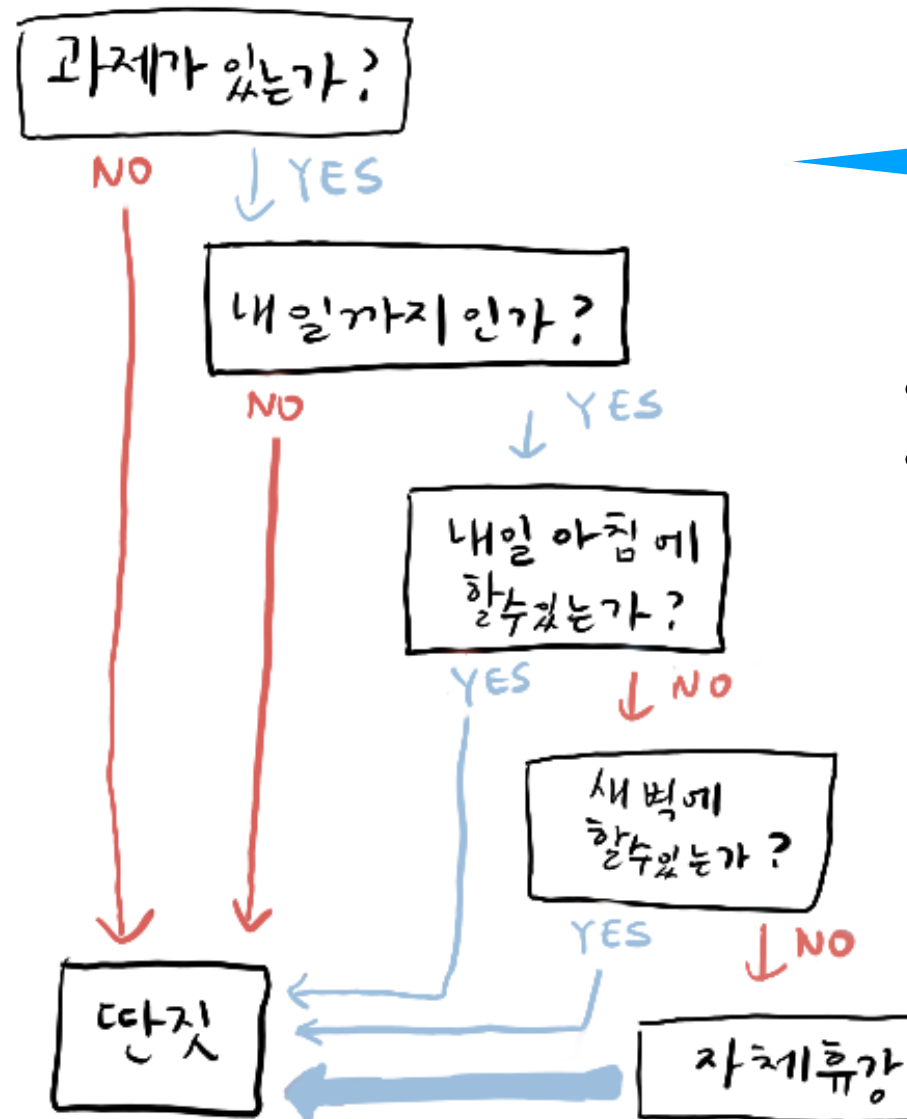 과제가 있는가?
NO
YES
내일까지인가?
NO
YES
내일 아침에
할수있는가?
YES
NO
새벽에
할수있는가?
YES
NO
딴짓
자체휴강